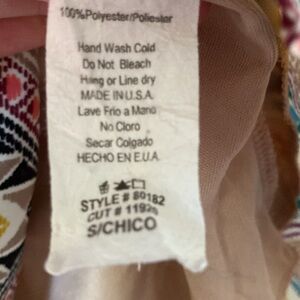 100%Polyester/Poliester
Hand Wash Cold
Do Not Bleach
Hang or Line dry
MADE IN U.S.A.
Lave Frio a Mano
No Cloro
Secar Colgado
HECHO EN E.U.A.
STYLE # 80182
CUT #
S/CHICO